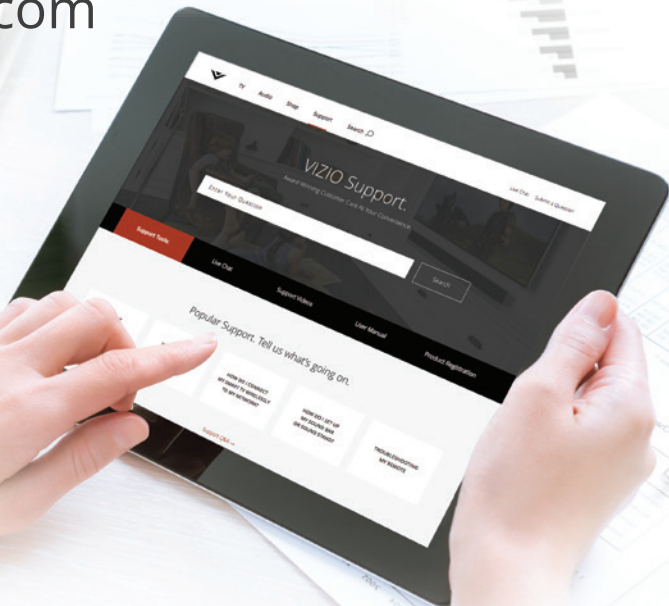 com
TV Audio Shop Support Search
Live Chat Submit a Question
VIZIO Support.
Award Winning Customer Care At Your Convenience.
Enter Your Question
Search
Support Tools
Live Chat
Support Videos
User Manual
Product Registration
Popular Support. Tell us what's going on.
HOW DO I CONNECT
MY SMART TV WIRELESSLY
TO MY NETWORK?
HOW DO I SET UP
MY SOUND BAR
OR SOUND STAND?
TROUBLESHOOTING
MY REMOTE
Support Q&A →